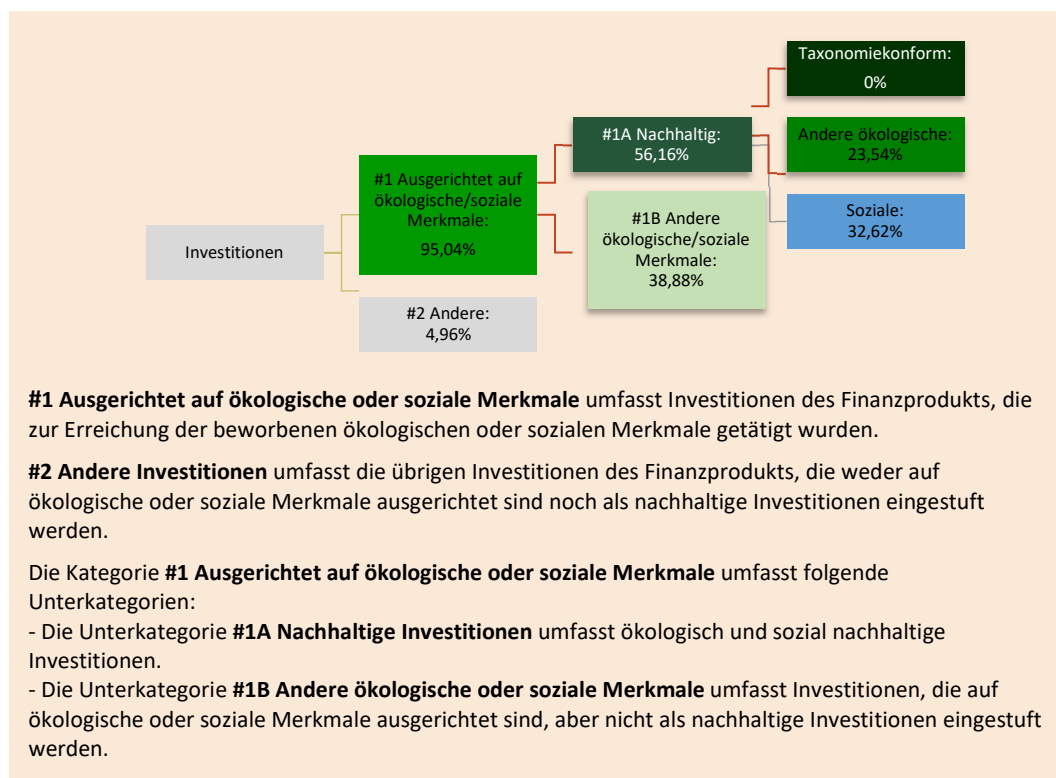 Taxonomiekonform:
0%
#1A Nachhaltig:
56,16%
Andere ökologische:
23,54%
#1 Ausgerichtet auf
ökologische/soziale
Merkmale:
95,04%
#1B Andere
ökologische/soziale
Merkmale:
38,88%
Soziale:
32,62%
Investitionen
#2 Andere:
4,96%
#1 Ausgerichtet auf ökologische oder soziale Merkmale umfasst Investitionen des Finanzprodukts, die
zur Erreichung der beworbenen ökologischen oder sozialen Merkmale getätigt wurden.
#2 Andere Investitionen umfasst die übrigen Investitionen des Finanzprodukts, die weder auf
ökologische oder soziale Merkmale ausgerichtet sind noch als nachhaltige Investitionen eingestuft
werden.
Die Kategorie #1 Ausgerichtet auf ökologische oder soziale Merkmale umfasst folgende
Unterkategorien:
- Die Unterkategorie #1A Nachhaltige Investitionen umfasst ökologisch und sozial nachhaltige
Investitionen.
- Die Unterkategorie #1B Andere ökologische oder soziale Merkmale umfasst Investitionen, die auf
ökologische oder soziale Merkmale ausgerichtet sind, aber nicht als nachhaltige Investitionen eingestuft
werden.